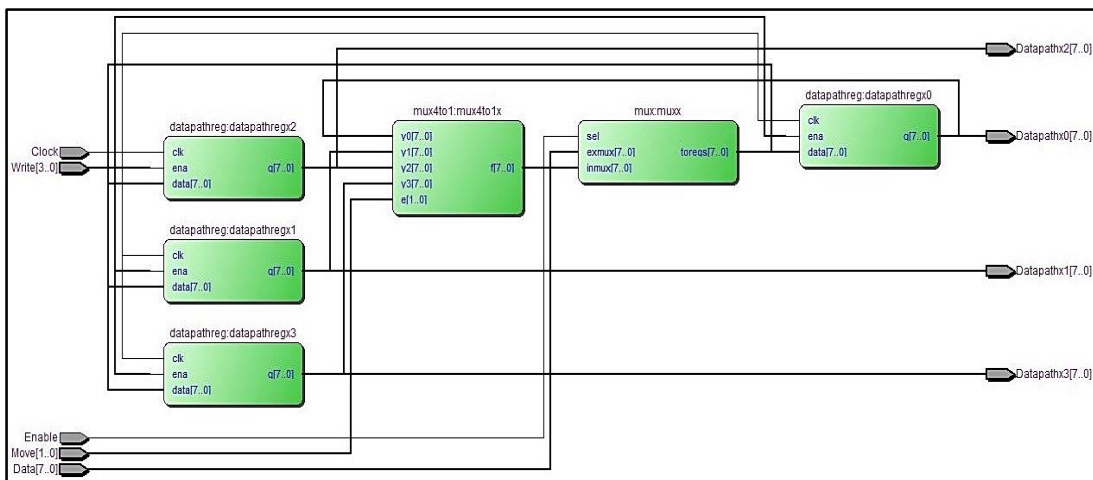 Datapathx2[7..0]
datapathreg:datapathregx0
mux4to1:mux4to1x
mux:muxx
datapathreg:datapathregx2
clk
ena
data[7..0]
q[7..0]
Datapathx0[7..0]
Clock
Write[3..0]
clk
ena
data[7..0]
q[7..0]
y0[7..0]
y1[7..0]
y2[7..0]
y3[7..0]
e[1..0]
f[7..0]
sel
exmux[7..0]
inmux[7..0]
toregs[7..0]
datapathreg:datapathregx1
clk
ena
data[7..0]
q[7..0]
Datapathx1[7..0]
datapathreg:datapathregx3
clk
ena
data[7..0]
q[7..0]
Datapathx3[7..0]
Enable
Move[1..0]
Data[7..0]